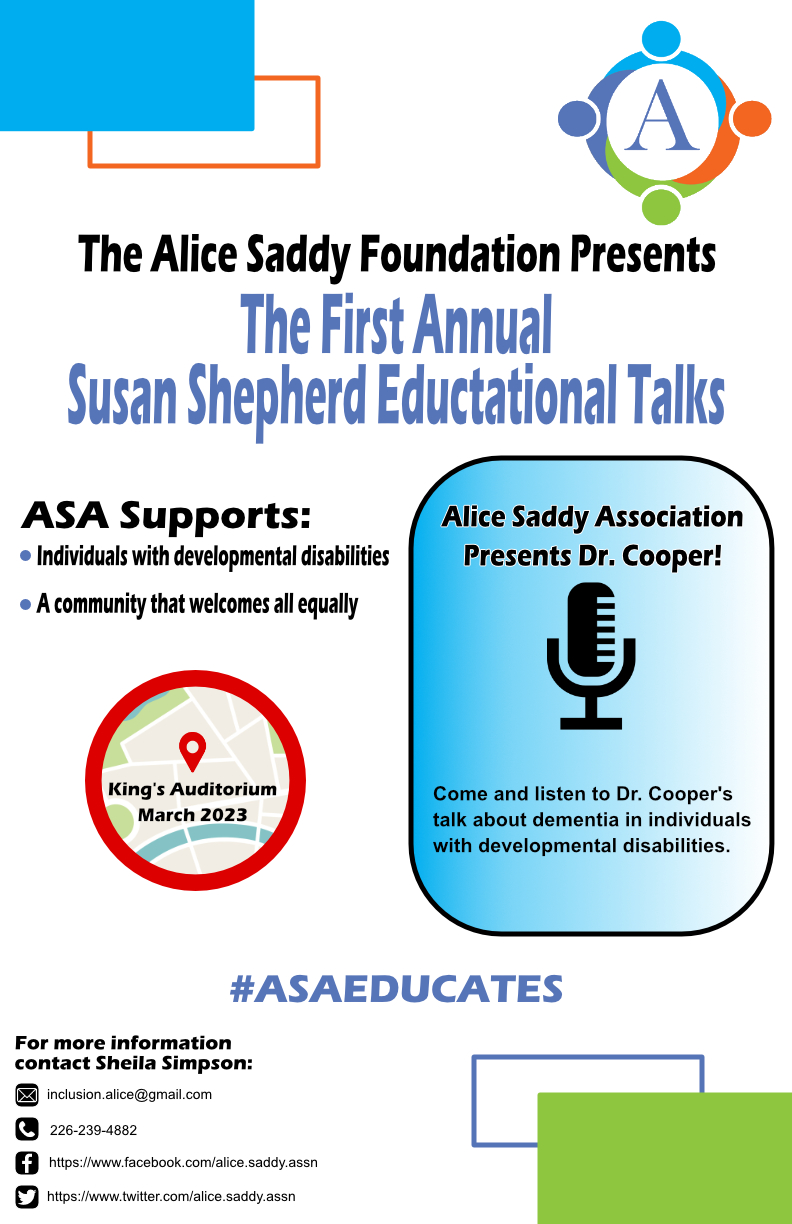 A
The Alice Saddy Foundation Presents
The First Annual
Susan Shepherd Eductational Talks
ASA Supports:
Individuals with developmental disabilities
A community that welcomes all equally
King's Auditorium
March 2023
Alice Saddy Association
Presents Dr. Cooper!
Come and listen to Dr. Cooper's
talk about dementia in individuals
with developmental disabilities.
#ASAEDUCATES
For more information
contact Sheila Simpson:
inclusion.alice@gmail.com
226-239-4882
https://www.facebook.com/alice.saddy.assn
https://www.twitter.com/alice.saddy.assn